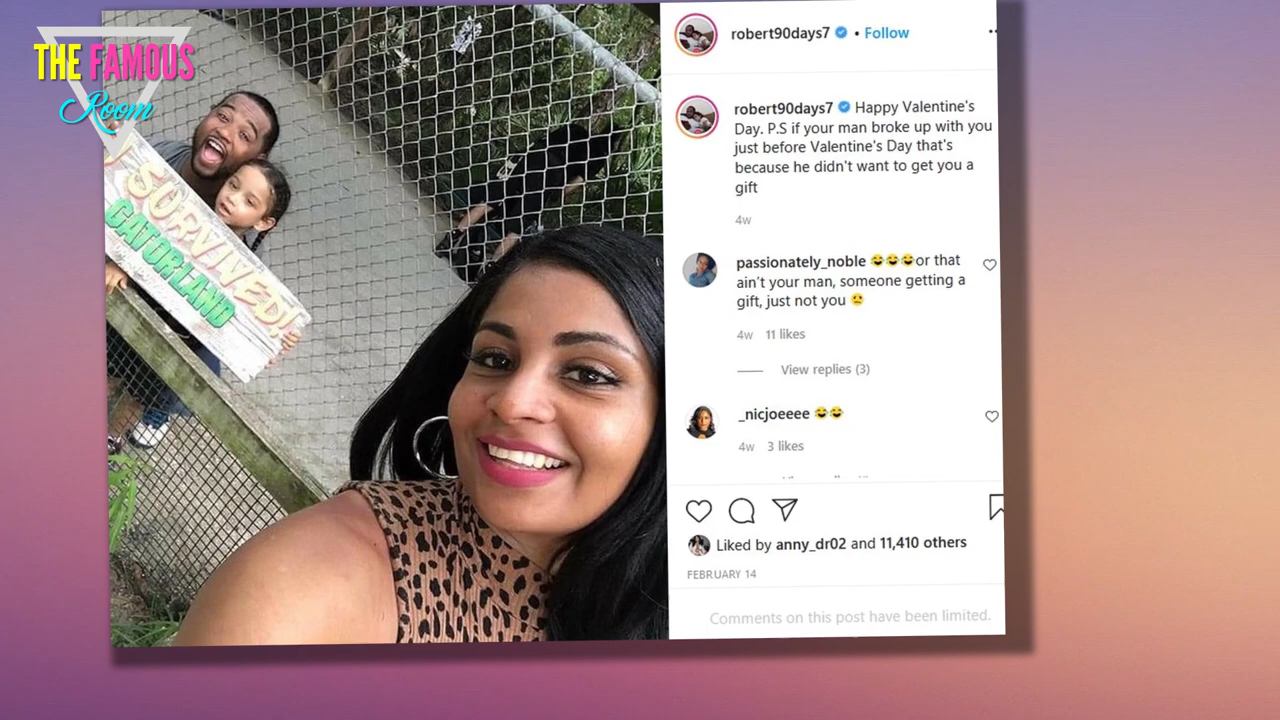 THE FAMOUS
Room
I SURVIVED!
GATORLAND
robert90days7 • Follow
robert90days7 Happy Valentine's
Day. P.S if your man broke up with you
just before Valentine's Day that's
because he didn't want to get you a
gift
4w
passionately_noble 😂😂😂or that
ain't your man, someone getting a
gift, just not you 😢
4w 11 likes
View replies (3)
_nicjoeeee 😂😂
4w 3 likes
Liked by anny_dr02 and 11,410 others
FEBRUARY 14
Comments on this post have been limited.